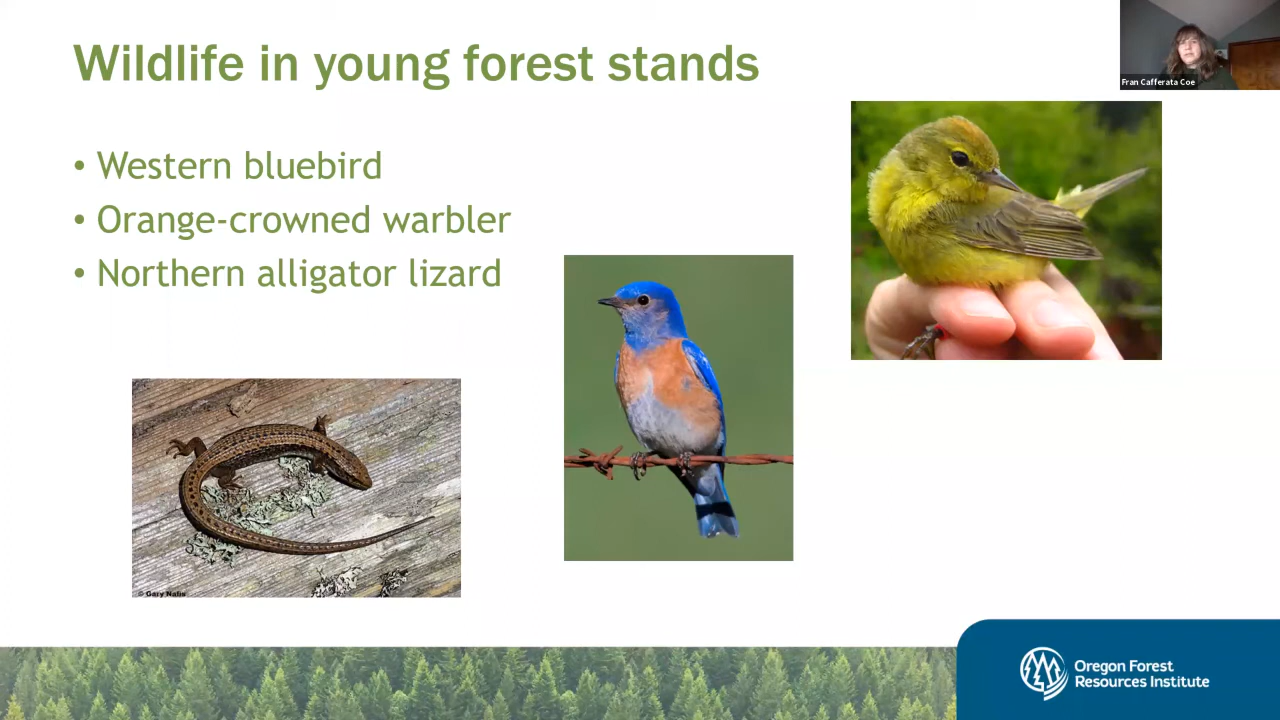 Wildlife in young forest stands
Fran Cafferata Coe
• Western bluebird
• Orange-crowned warbler
• Northern alligator lizard
© Gary Nafis
Oregon Forest
Resources Institute